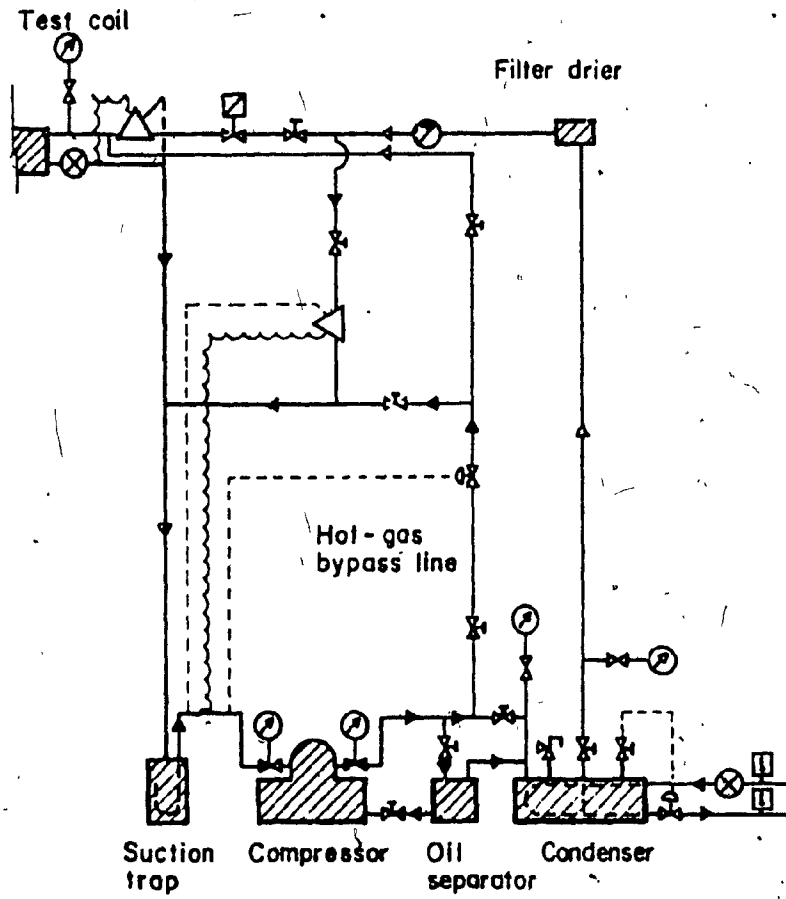 Test coil
Filter drier
Hot-gas
bypass line
Suction
trap
Compressor
Oil
separator
Condenser